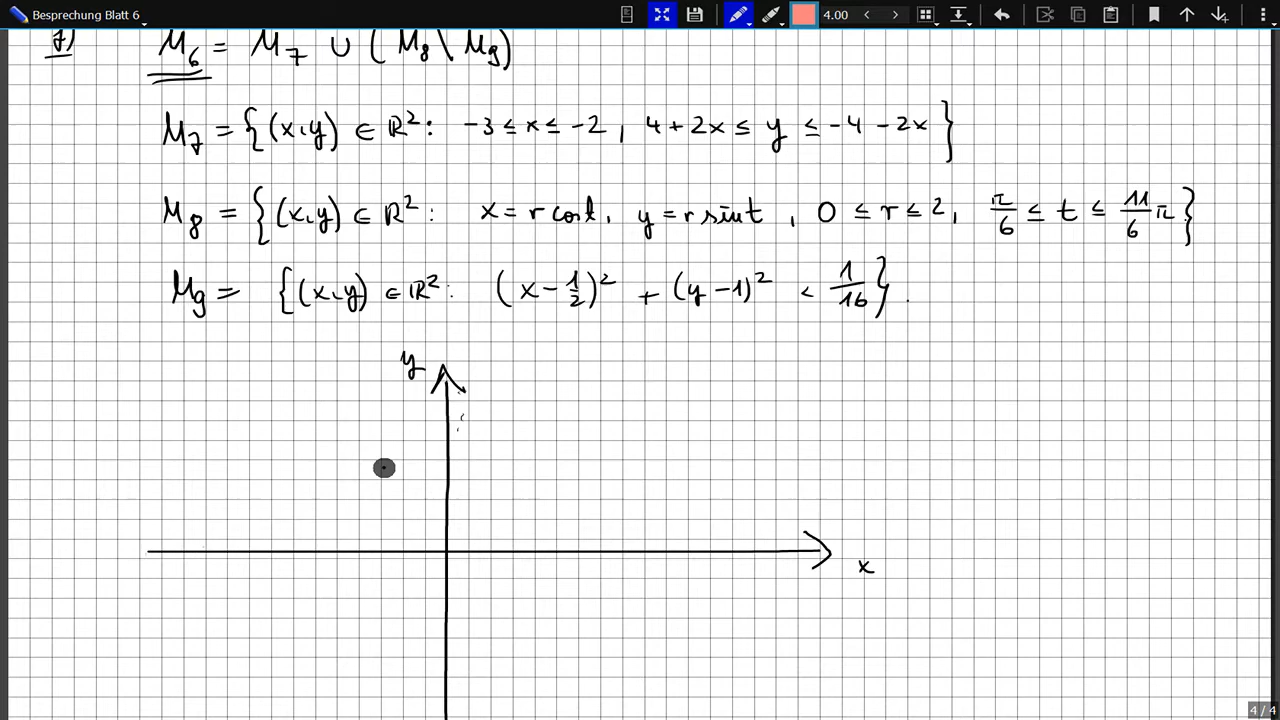 Besprechung Blatt 6
4.00
f) M₆ = M₇ ∪ (M₈ \ M₉)
M₇ = {(x,y) ∈ ℝ²: -3 ≤ x ≤ -2, 4+2x ≤ y ≤ -4-2x}
M₈ = {(x,y) ∈ ℝ²: x = r cos t, y = r sin t, 0 ≤ r ≤ 2, π/6 ≤ t ≤ 11/6 π}
M₉ = {(x,y) ∈ ℝ²: (x - 1/2)² + (y - 1)² < 1/16}.
y
x
4 / 4